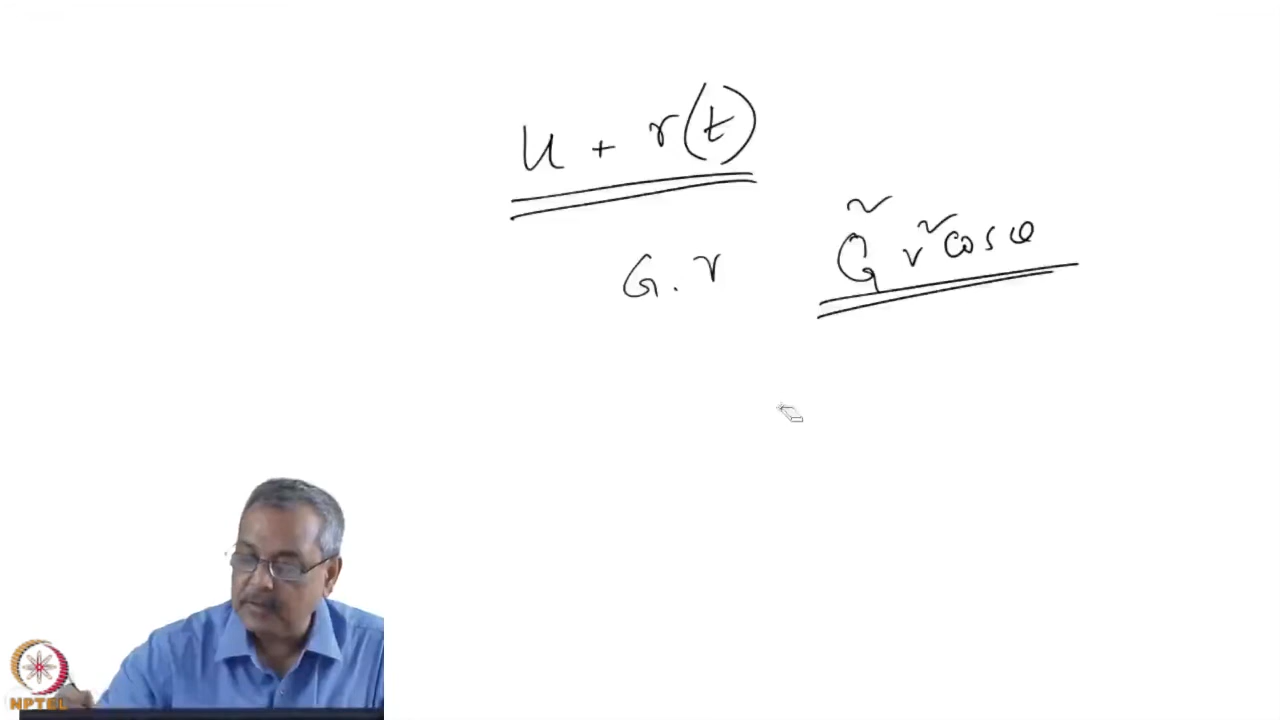 u + r(t)
G . r
G̃ r̃ cos φ
NPTEL